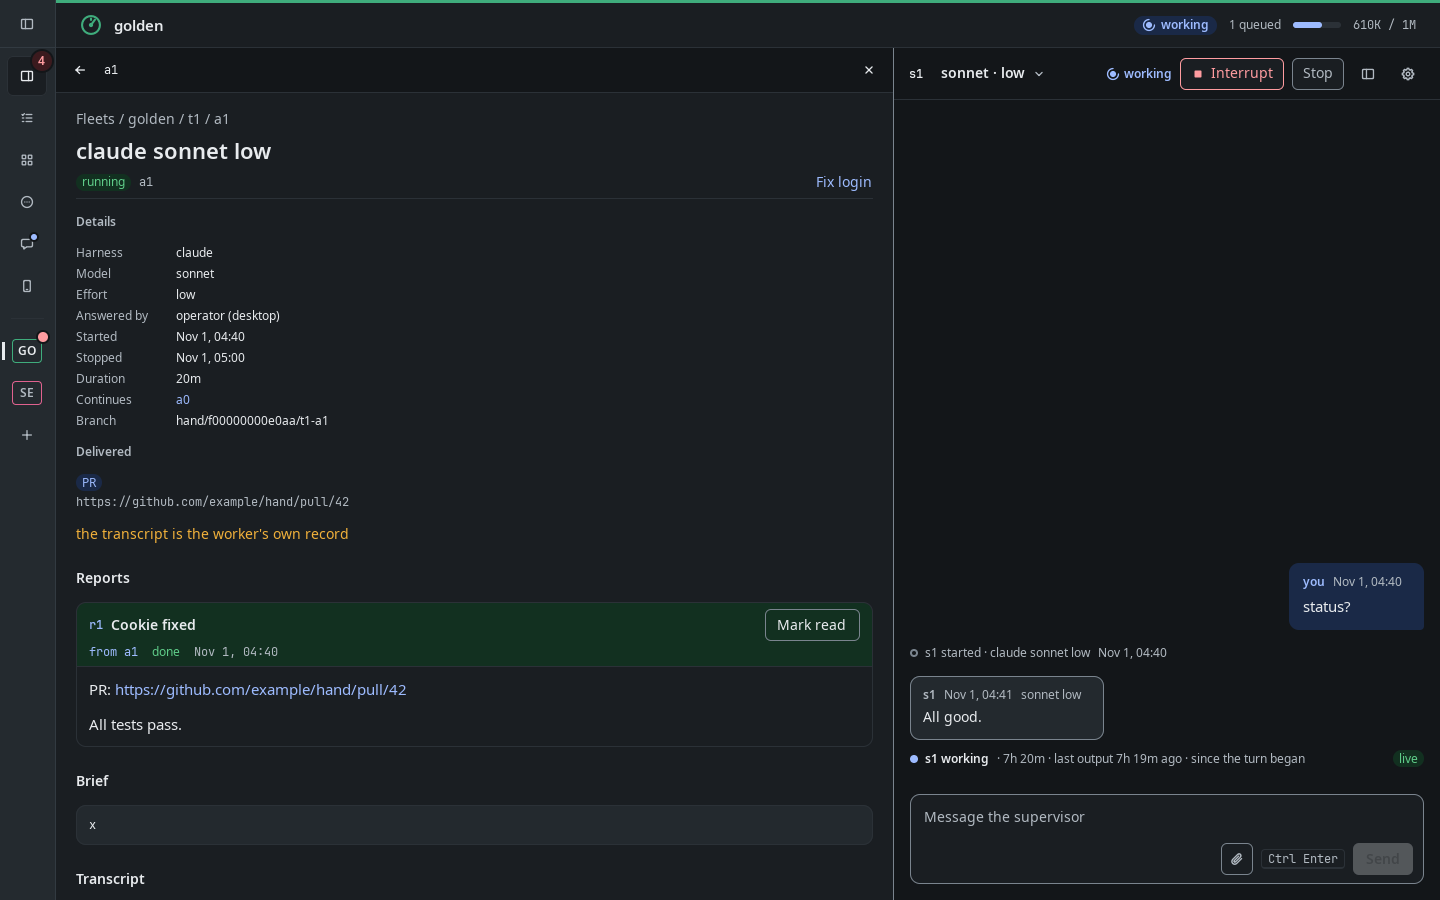 golden
working
1 queued
610K / 1M
4
GO
SE
a1
Fleets / golden / t1 / a1
claude sonnet low
running a1
Fix login
Details
Harness claude
Model sonnet
Effort low
Answered by operator (desktop)
Started Nov 1, 04:40
Stopped Nov 1, 05:00
Duration 20m
Continues a0
Branch hand/f00000000e0aa/t1-a1
Delivered
PR
https://github.com/example/hand/pull/42
the transcript is the worker's own record
Reports
r1 Cookie fixed
Mark read
from a1 done Nov 1, 04:40
PR: https://github.com/example/hand/pull/42
All tests pass.
Brief
x
Transcript
s1 sonnet · low
working
Interrupt
Stop
you Nov 1, 04:40
status?
s1 started · claude sonnet low Nov 1, 04:40
s1 Nov 1, 04:41 sonnet low
All good.
s1 working · 7h 20m · last output 7h 19m ago · since the turn began
live
Message the supervisor
Ctrl Enter
Send